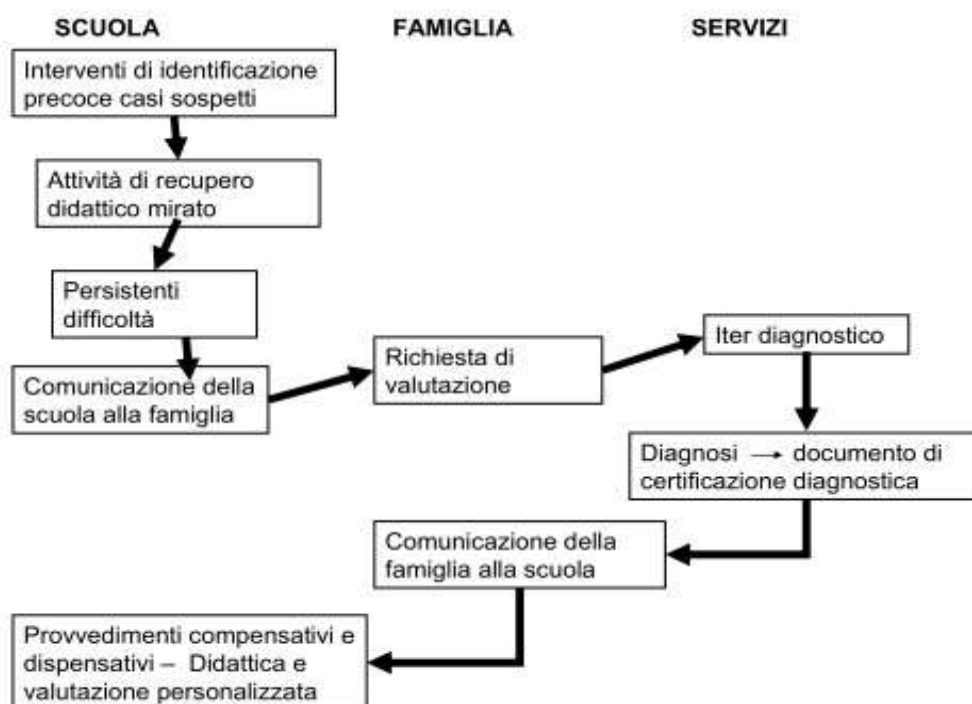 SCUOLA
FAMIGLIA
SERVIZI
Interventi di identificazione
precoce casi sospetti
Attività di recupero
didattico mirato
Persistenti
difficoltà
Comunicazione della
scuola alla famiglia
Richiesta di
valutazione
Iter diagnostico
Diagnosi → documento di
certificazione diagnostica
Comunicazione della
famiglia alla scuola
Provvedimenti compensativi e
dispensativi – Didattica e
valutazione personalizzata